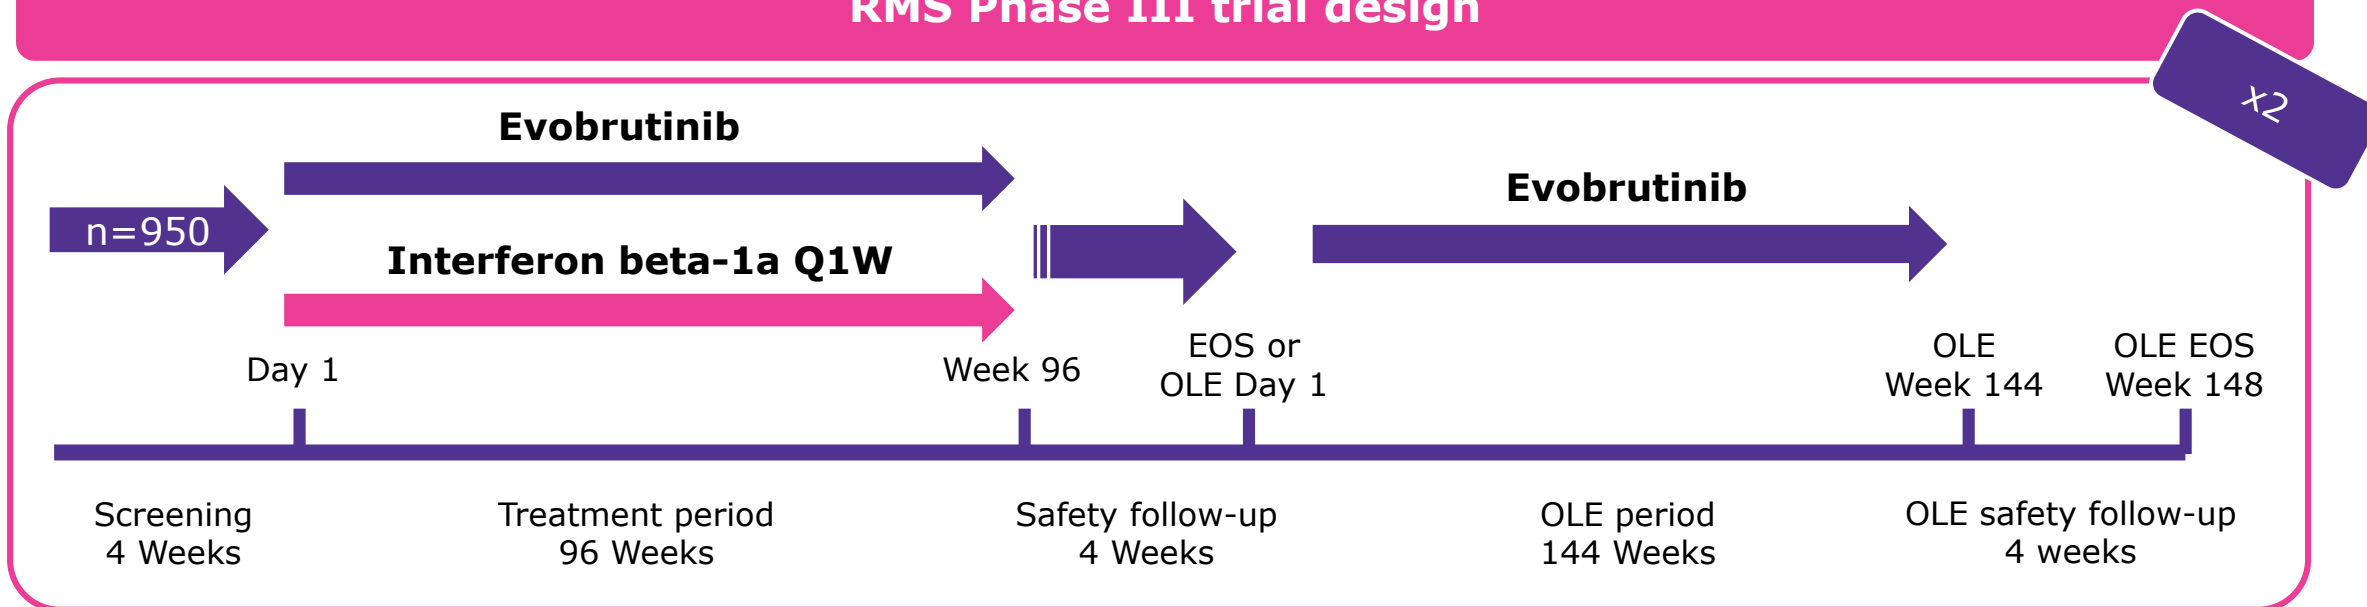 RMS Phase III trial design
x2
Evobrutinib
Evobrutinib
n=950
Interferon beta-1a Q1W
Day 1
Week 96
EOS or
OLE Day 1
OLE
Week 144
OLE EOS
Week 148
Screening
4 Weeks
Treatment period
96 Weeks
Safety follow-up
4 Weeks
OLE period
144 Weeks
OLE safety follow-up
4 weeks